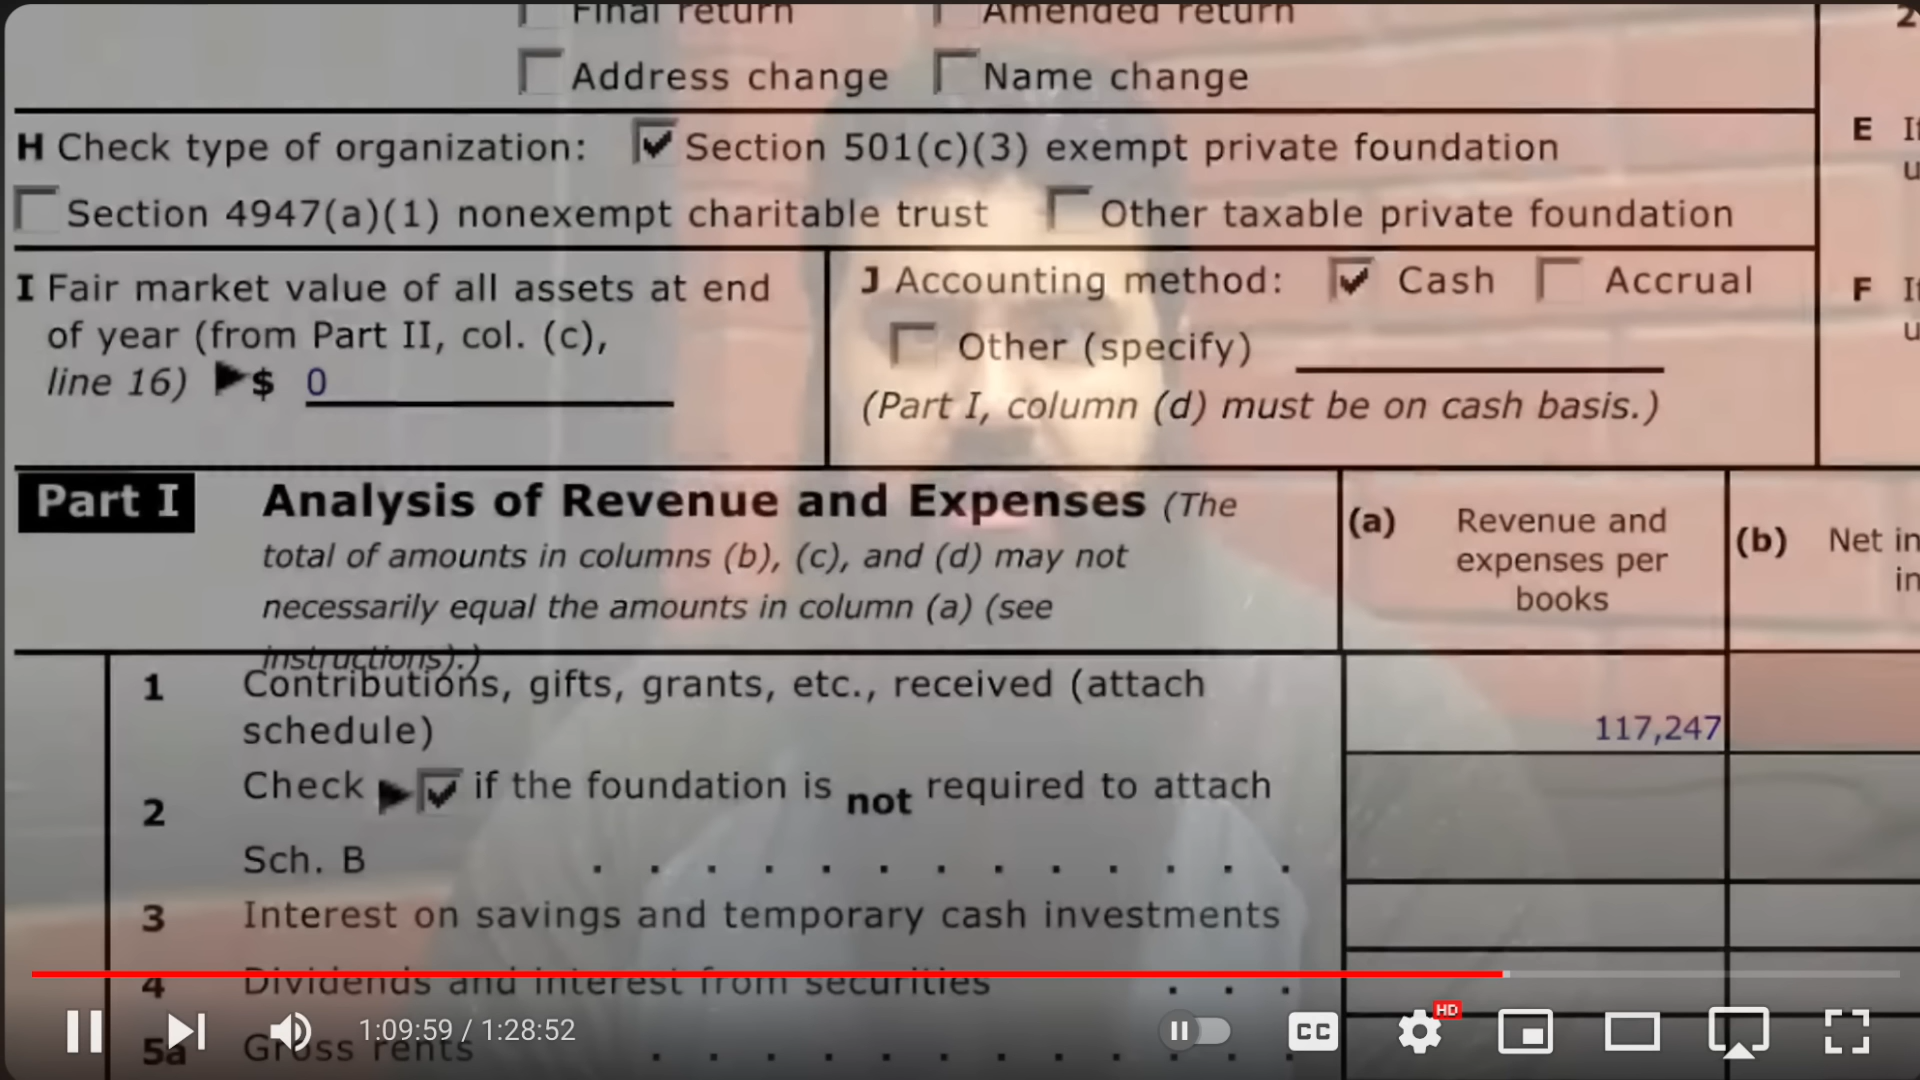 Final return Amended return
2
Address change Name change
H Check type of organization: Section 501(c)(3) exempt private foundation
E
Section 4947(a)(1) nonexempt charitable trust Other taxable private foundation
I Fair market value of all assets at end
of year (from Part II, col. (c),
line 16) ▶$ 0
J Accounting method: Cash Accrual
Other (specify)
(Part I, column (d) must be on cash basis.)
F
Part I Analysis of Revenue and Expenses (The
total of amounts in columns (b), (c), and (d) may not
necessarily equal the amounts in column (a) (see
instructions).)
(a) Revenue and
expenses per
books
(b) Net in
in
1 Contributions, gifts, grants, etc., received (attach
schedule) 117,247
2 Check ▶ if the foundation is not required to attach
Sch. B . . . . . . . . . . . . .
3 Interest on savings and temporary cash investments
4 Dividends and interest from securities . . .
5a Gross rents . . . . . . . . . . . .
1:09:59 / 1:28:52
CC
HD